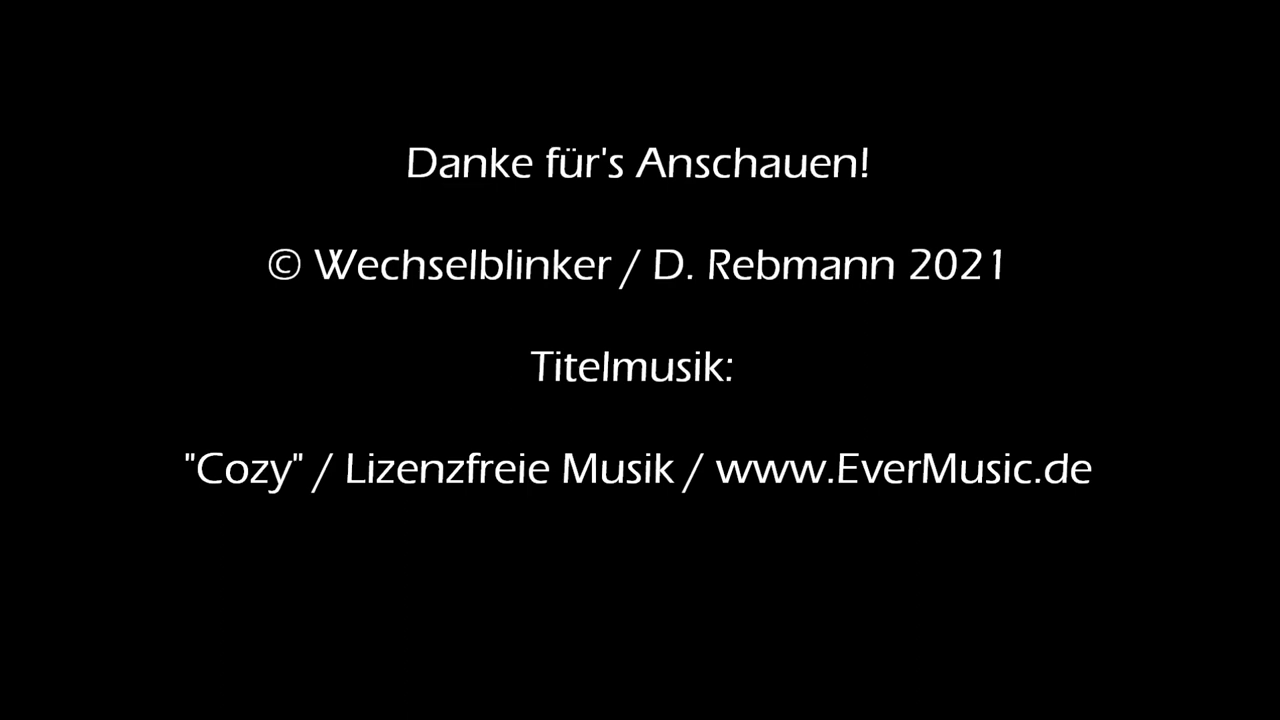 Danke für's Anschauen!
© Wechselblinker / D. Rebmann 2021
Titelmusik:
"Cozy" / Lizenzfreie Musik / www.EverMusic.de